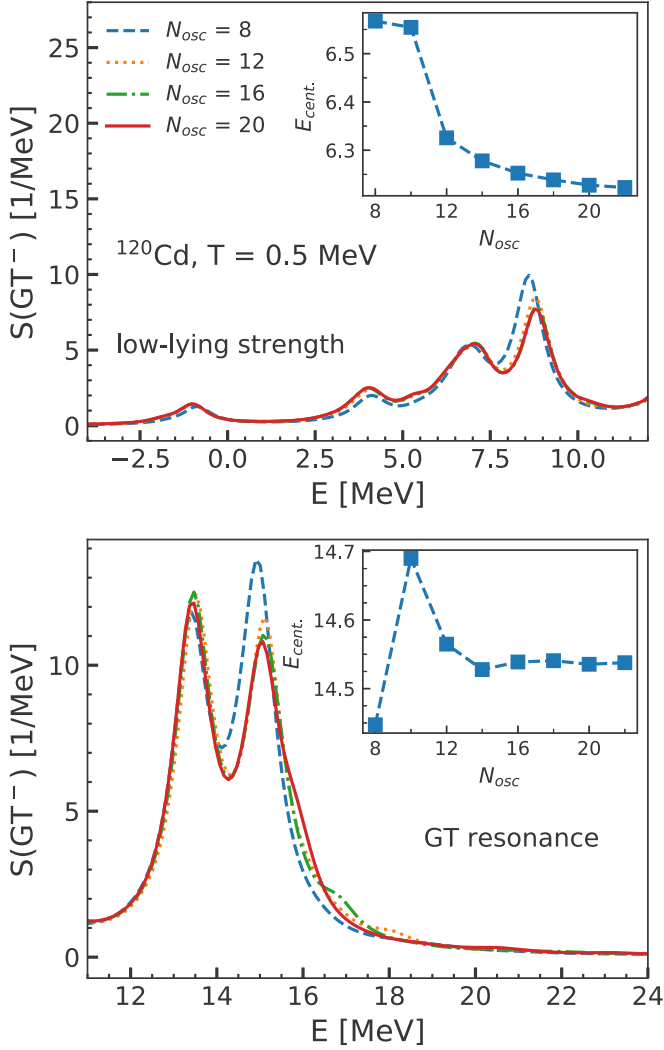 N_osc = 8
N_osc = 12
N_osc = 16
N_osc = 20
S(GT⁻) [1/MeV]
25
20
15
10
5
0
E_cent.
6.5
6.4
6.3
8 12 16 20
N_osc
¹²⁰Cd, T = 0.5 MeV
low-lying strength
−2.5 0.0 2.5 5.0 7.5 10.0
E [MeV]
S(GT⁻) [1/MeV]
10
5
0
E_cent.
14.7
14.6
14.5
8 12 16 20
N_osc
GT resonance
12 14 16 18 20 22 24
E [MeV]